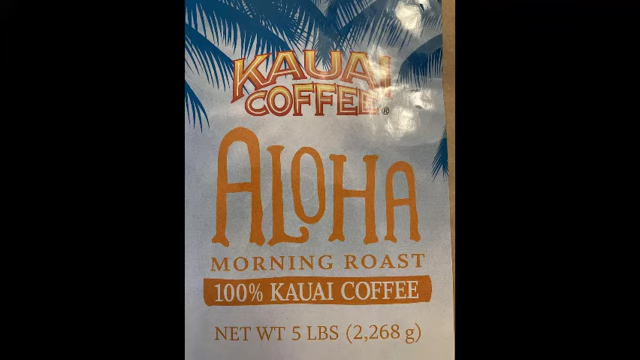 KAUAI
COFFEE®
ALOHA
MORNING ROAST
100% KAUAI COFFEE
NET WT 5 LBS (2,268 g)